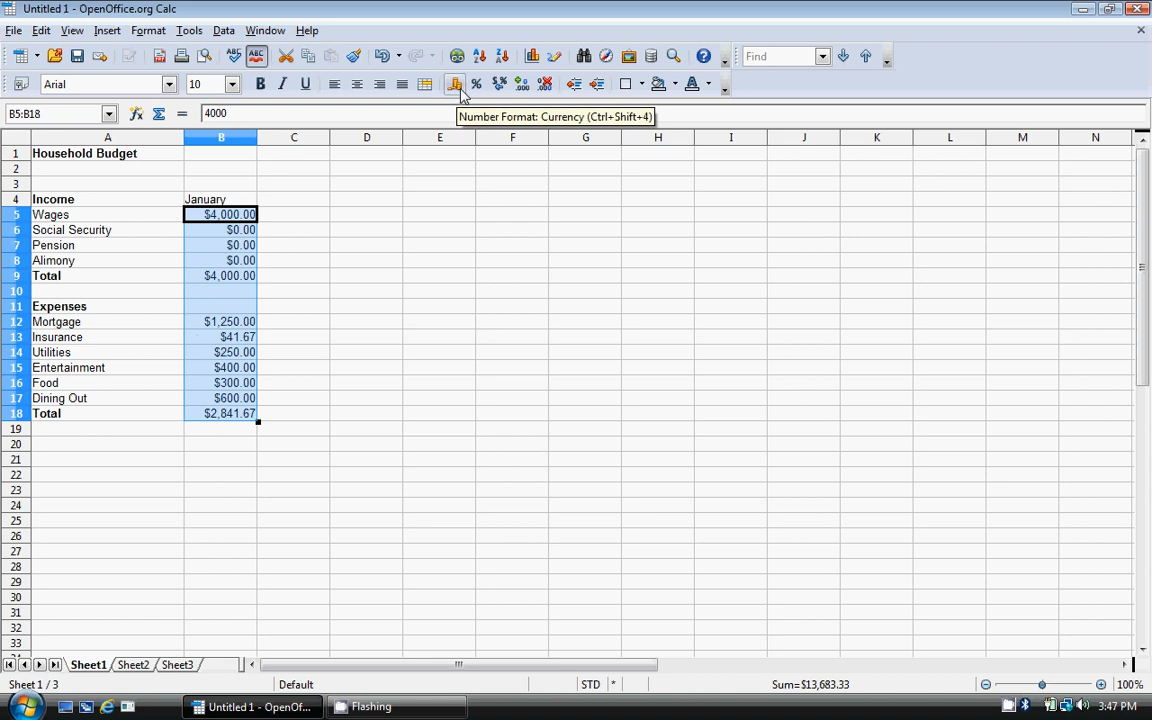 Untitled 1 - OpenOffice.org Calc
File Edit View Insert Format Tools Data Window Help
Find
Arial 10
B5:B18 4000
Number Format: Currency (Ctrl+Shift+4)
A B C D E F G H I J K L M N
1 Household Budget
2
3
4 Income January
5 Wages $4,000.00
6 Social Security $0.00
7 Pension $0.00
8 Alimony $0.00
9 Total $4,000.00
10
11 Expenses
12 Mortgage $1,250.00
13 Insurance $41.67
14 Utilities $250.00
15 Entertainment $400.00
16 Food $300.00
17 Dining Out $600.00
18 Total $2,841.67
19
20
21
22
23
24
25
26
27
28
29
30
31
32
33
Sheet1 Sheet2 Sheet3
Sheet 1 / 3 Default STD * Sum=$13,683.33 100%
Untitled 1 - OpenOf... Flashing 3:47 PM